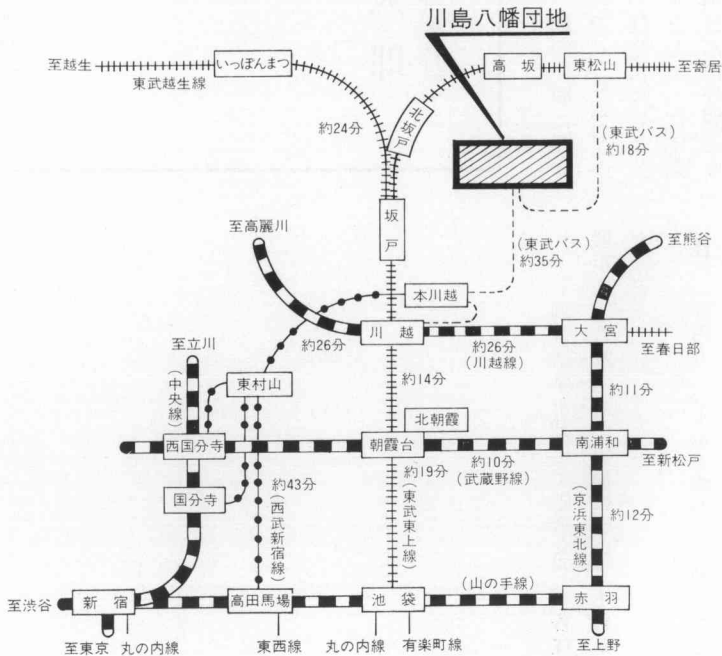 川島八幡団地
至越生
いっぽんまつ
東武越生線
高坂
東松山
至寄居
北坂戸
約24分
(東武バス)
約18分
坂戸
至高麗川
(東武バス)
約35分
至熊谷
本川越
川越
大宮
約26分
約26分
(川越線)
至春日部
至立川
(中央線)
東村山
約14分
約11分
北朝霞
西国分寺
朝霞台
南浦和
約10分
(武蔵野線)
至新松戸
国分寺
約43分
(西武新宿線)
約19分
(東武東上線)
(京浜東北線)
約12分
(山の手線)
至渋谷
新宿
高田馬場
池袋
赤羽
至東京
丸の内線
東西線
丸の内線
有楽町線
至上野